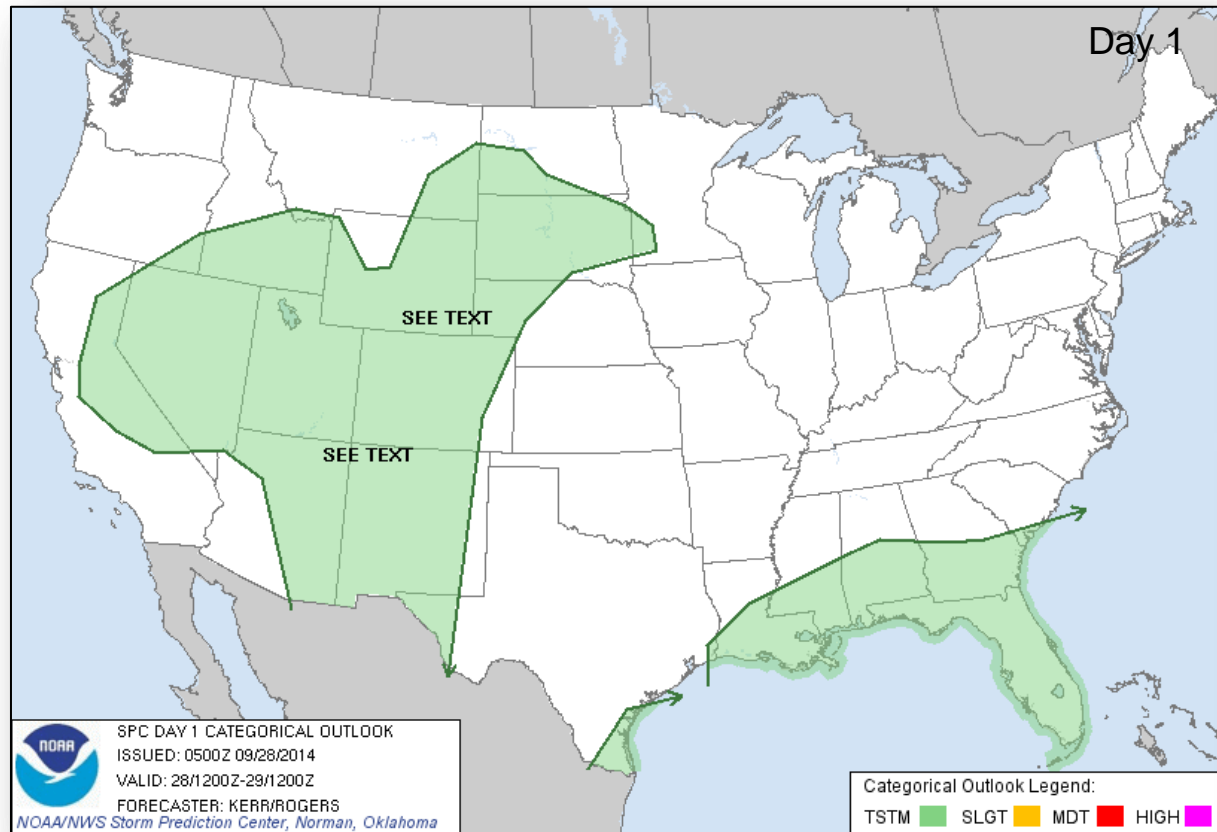 Day 1
SEE TEXT
SEE TEXT
NOAA
SPC DAY 1 CATEGORICAL OUTLOOK
ISSUED: 0500Z 09/28/2014
VALID: 28/1200Z-29/1200Z
FORECASTER: KERR/ROGERS
NOAA/NWS Storm Prediction Center, Norman, Oklahoma
Categorical Outlook Legend:
TSTM SLGT MDT HIGH